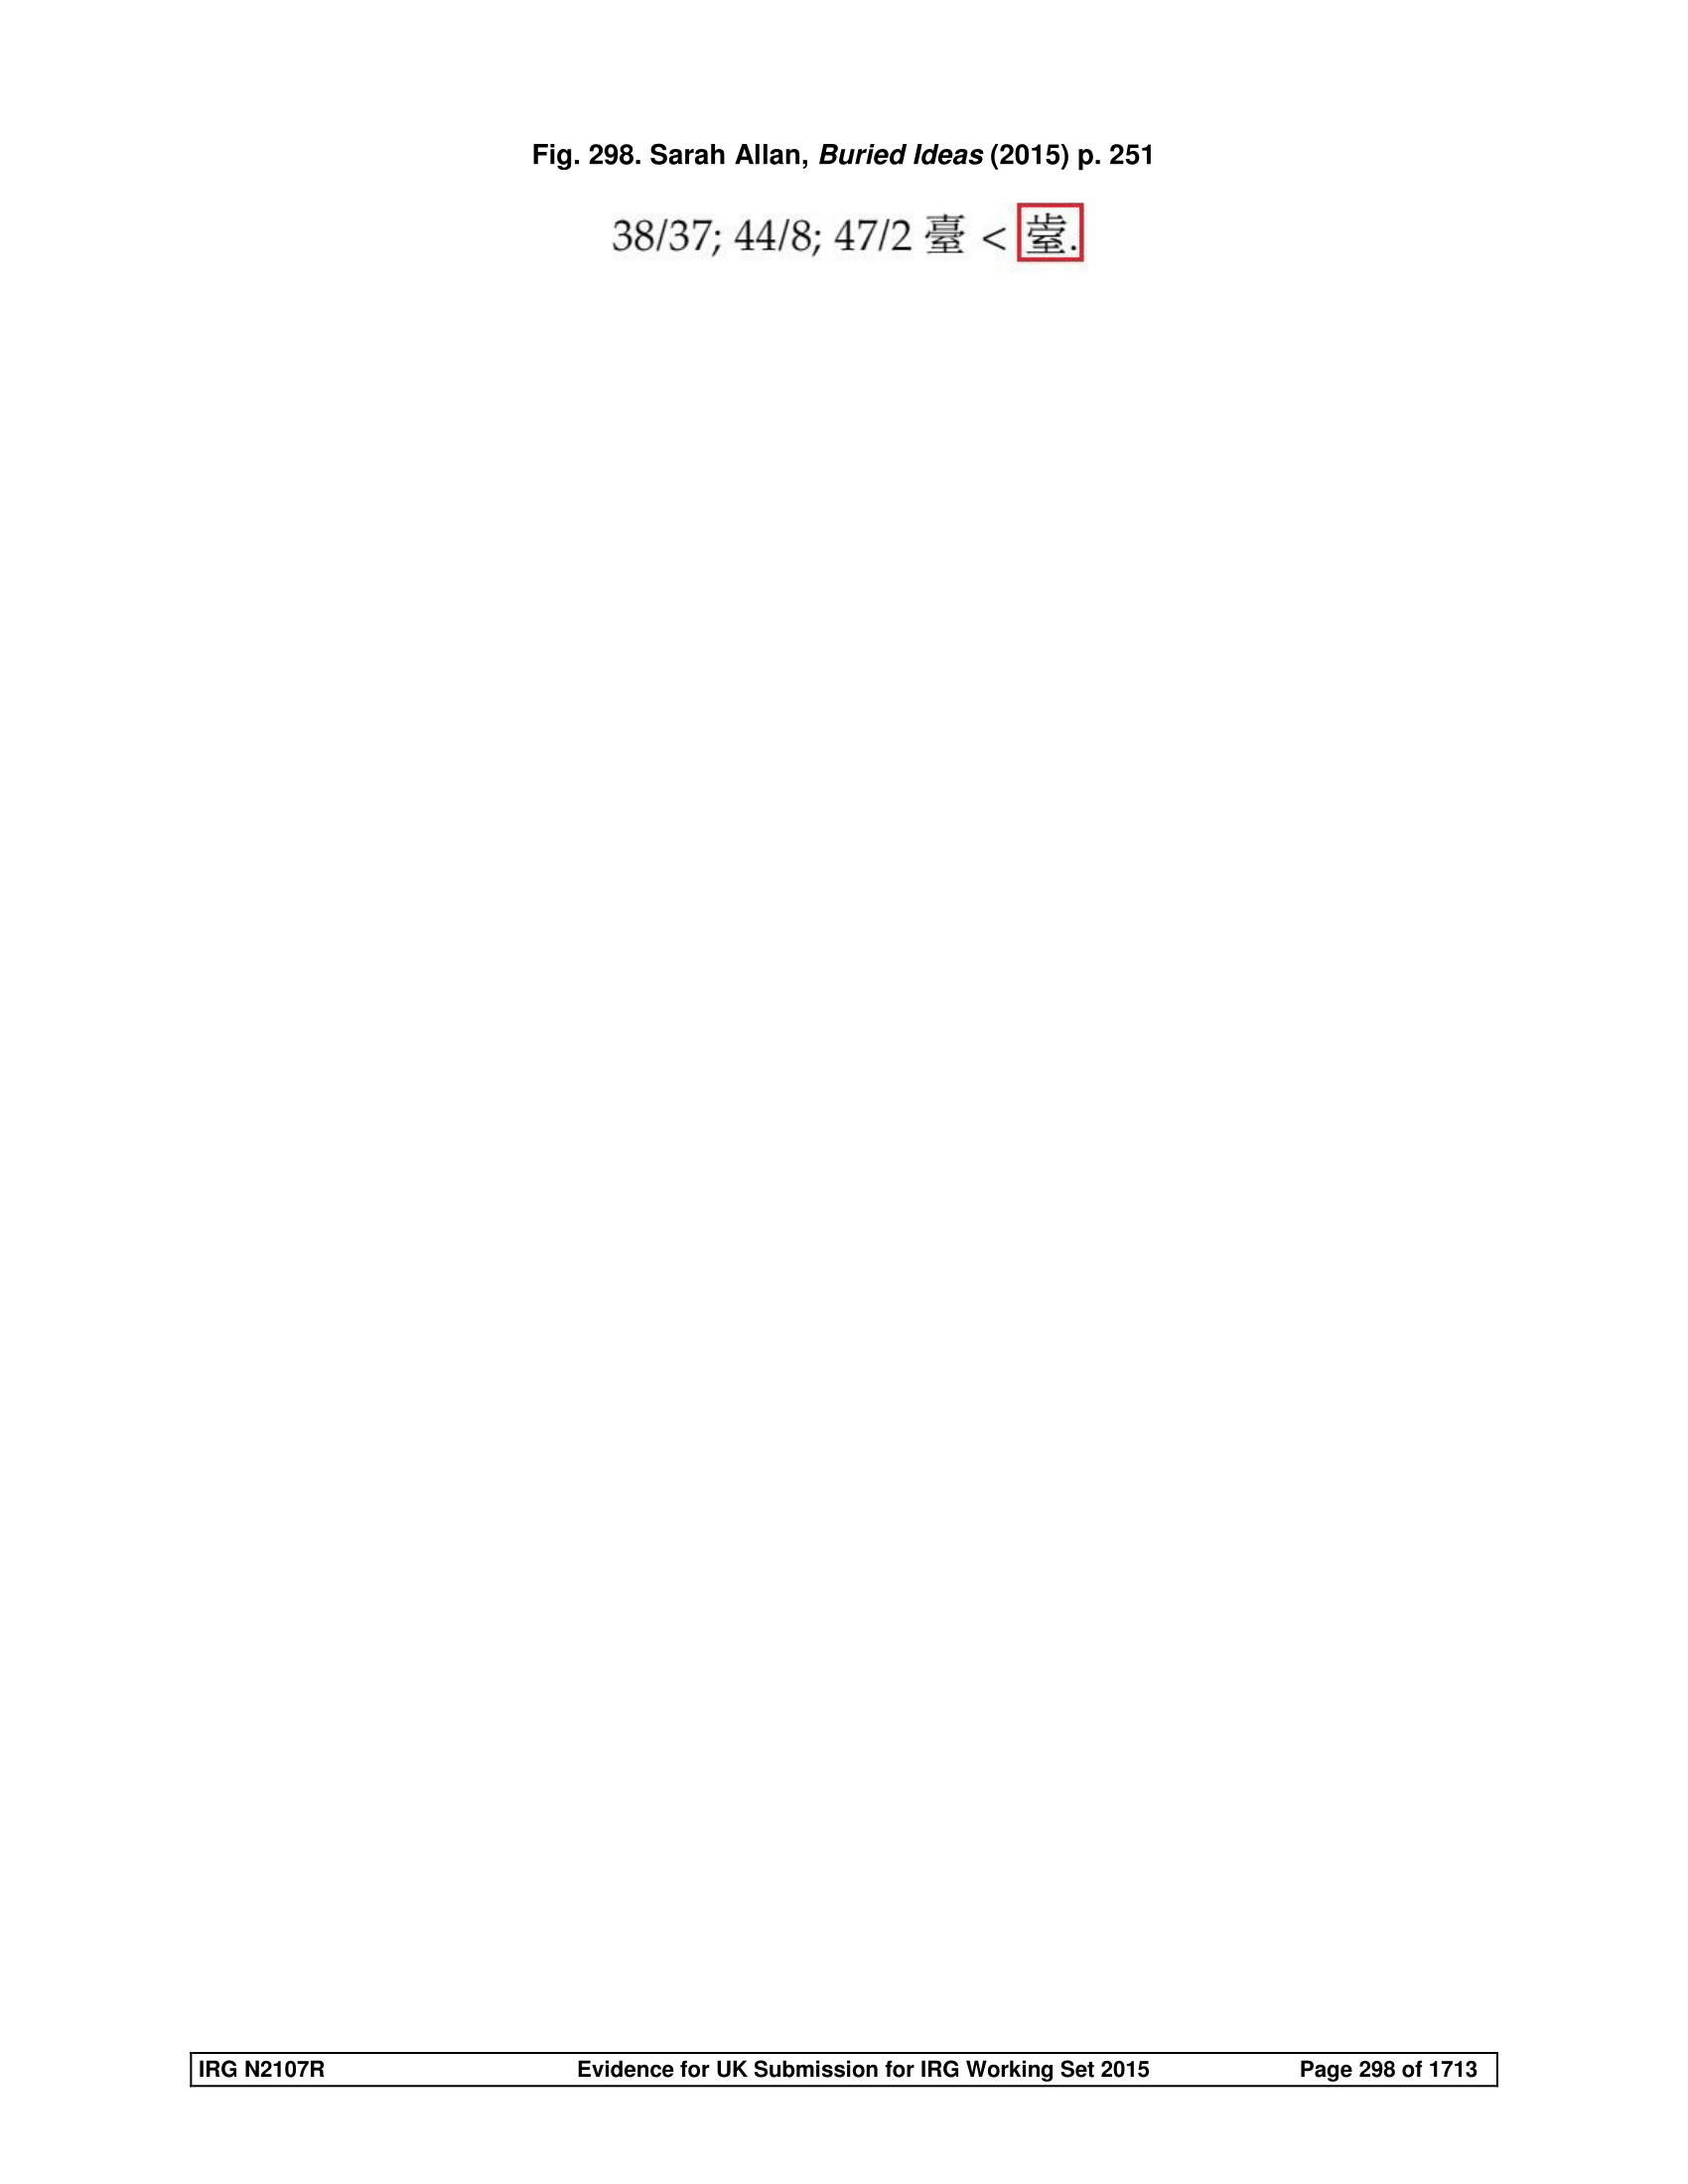 Fig. 298. Sarah Allan, Buried Ideas (2015) p. 251
38/37; 44/8; 47/2 臺 <
IRG N2107R Evidence for UK Submission for IRG Working Set 2015 Page 298 of 1713